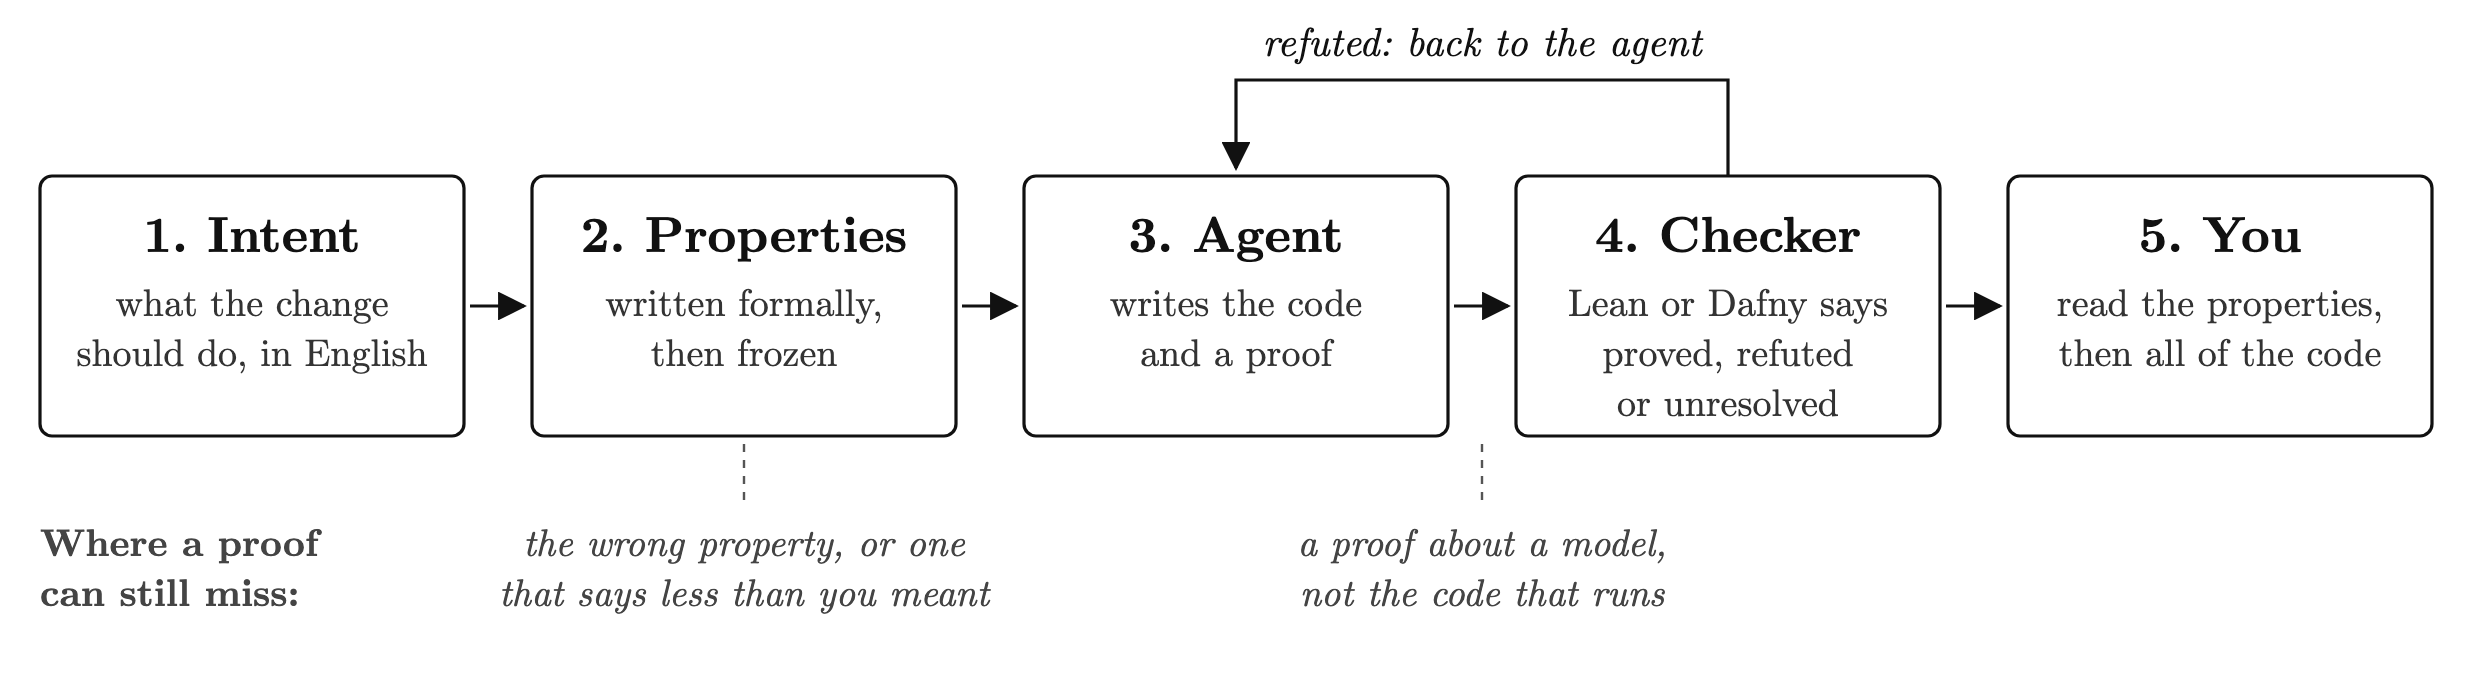 refuted: back to the agent
1. Intent
what the change
should do, in English
2. Properties
written formally,
then frozen
3. Agent
writes the code
and a proof
4. Checker
Lean or Dafny says
proved, refuted
or unresolved
5. You
read the properties,
then all of the code
Where a proof
can still miss:
the wrong property, or one
that says less than you meant
a proof about a model,
not the code that runs